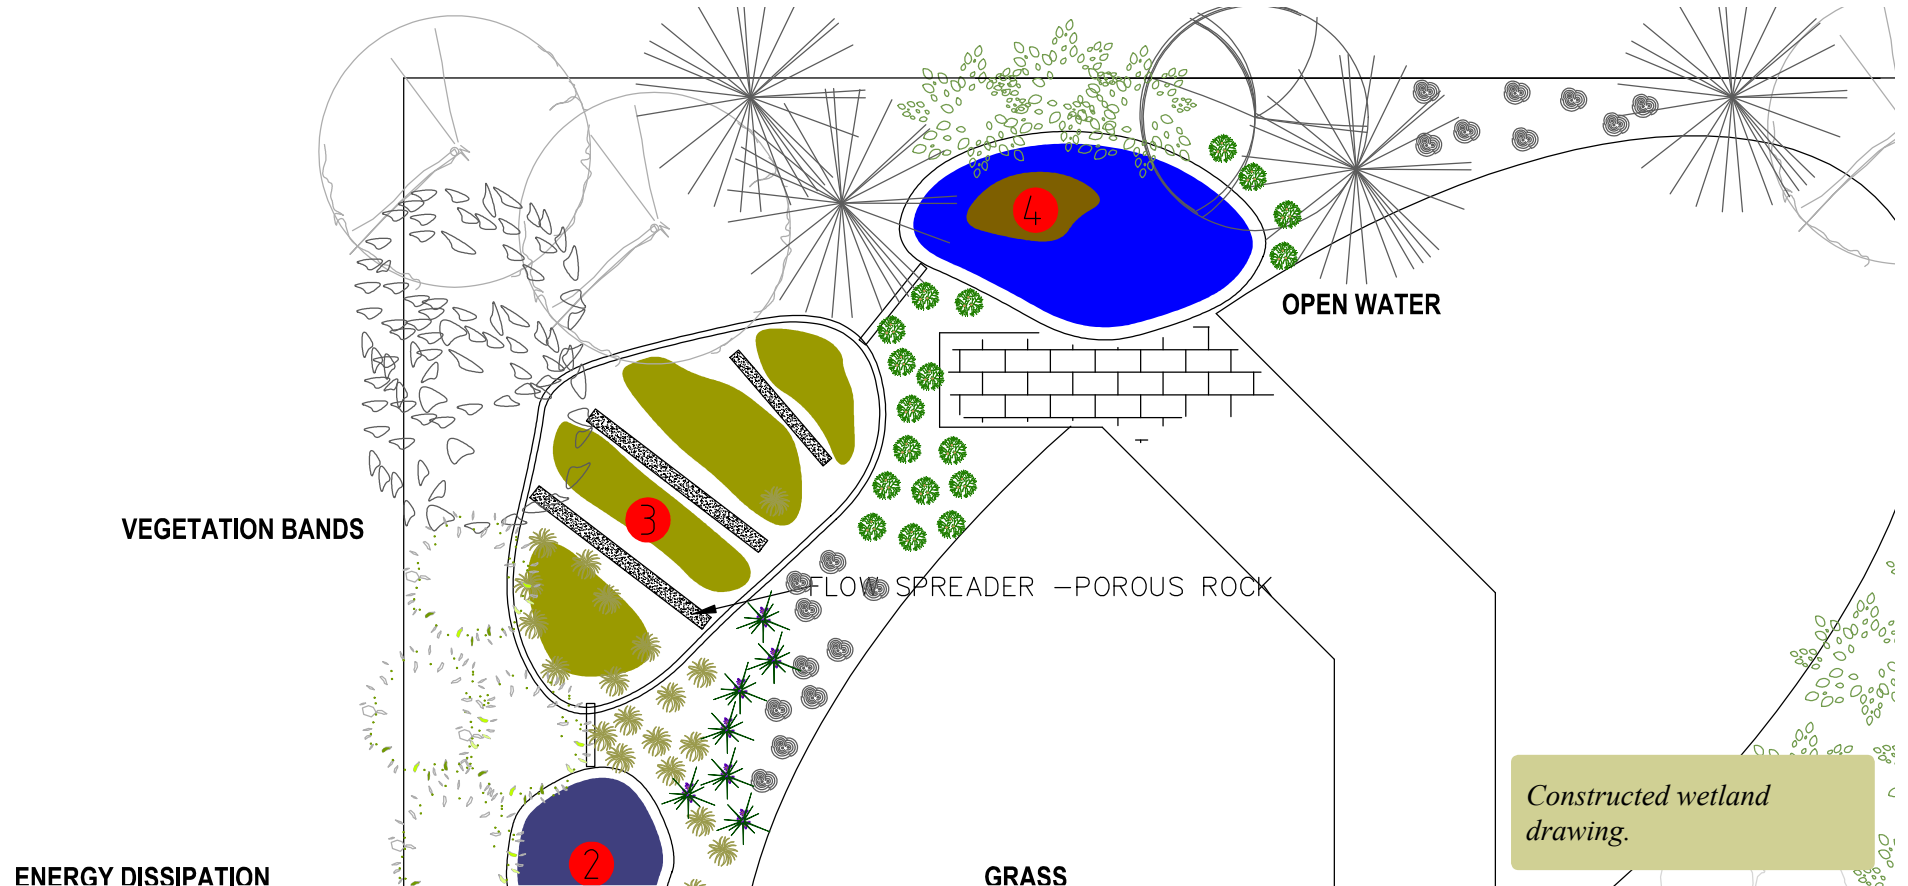 4
OPEN WATER
VEGETATION BANDS
3
FLOW SPREADER -POROUS ROCK
Constructed wetland
drawing.
2
ENERGY DISSIPATION
GRASS